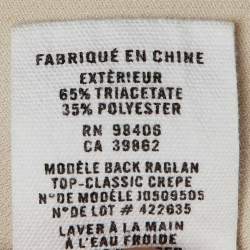 FABRIQUÉ EN CHINE
EXTÉRIEUR
65% TRIACETATE
35% POLYESTER
RN 98406
CA 39862
MODÈLE BACK RAGLAN
TOP-CLASSIC CREPE
N° DE MODÈLE J0509505
N° DE LOT # 422635
LAVER À LA MAIN
À L'EAU FROIDE